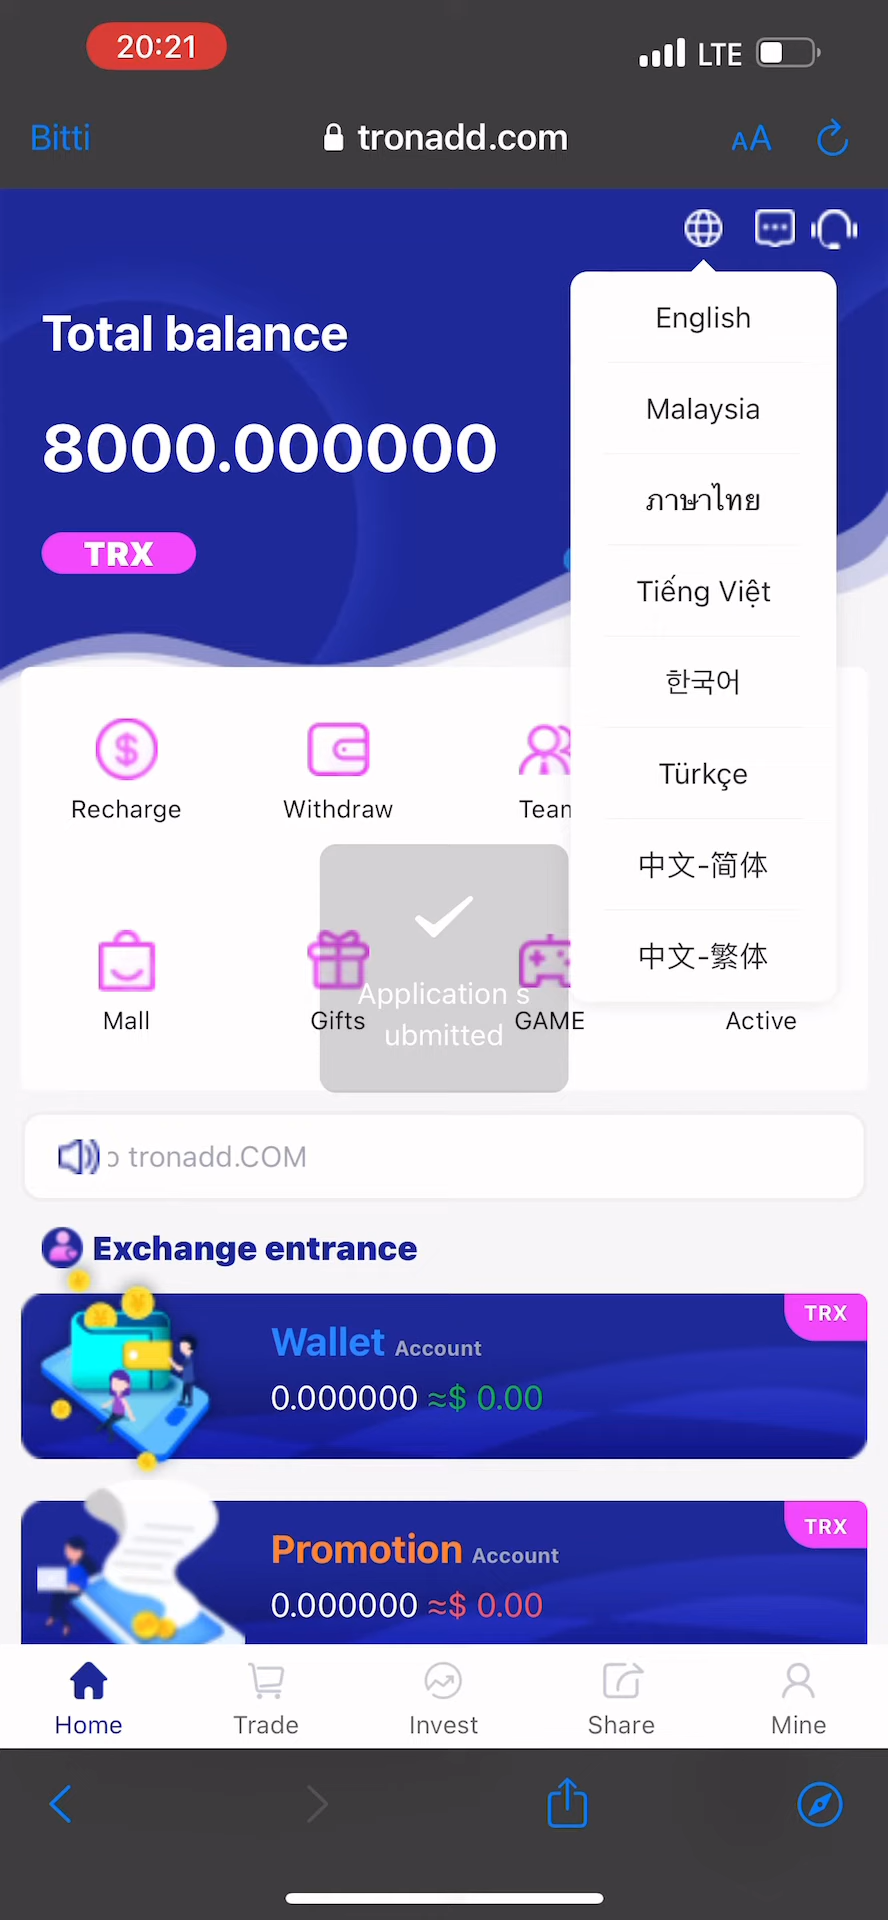 20:21
LTE
Bitti
tronadd.com
AA
Total balance
8000.000000
TRX
English
Malaysia
ภาษาไทย
Tiếng Việt
한국어
Türkçe
中文-简体
中文-繁体
Recharge
Withdraw
Team
Application s
ubmitted
Mall
Gifts
GAME
Active
tronadd.COM
Exchange entrance
TRX
Wallet Account
0.000000 ≈$ 0.00
TRX
Promotion Account
0.000000 ≈$ 0.00
Home
Trade
Invest
Share
Mine